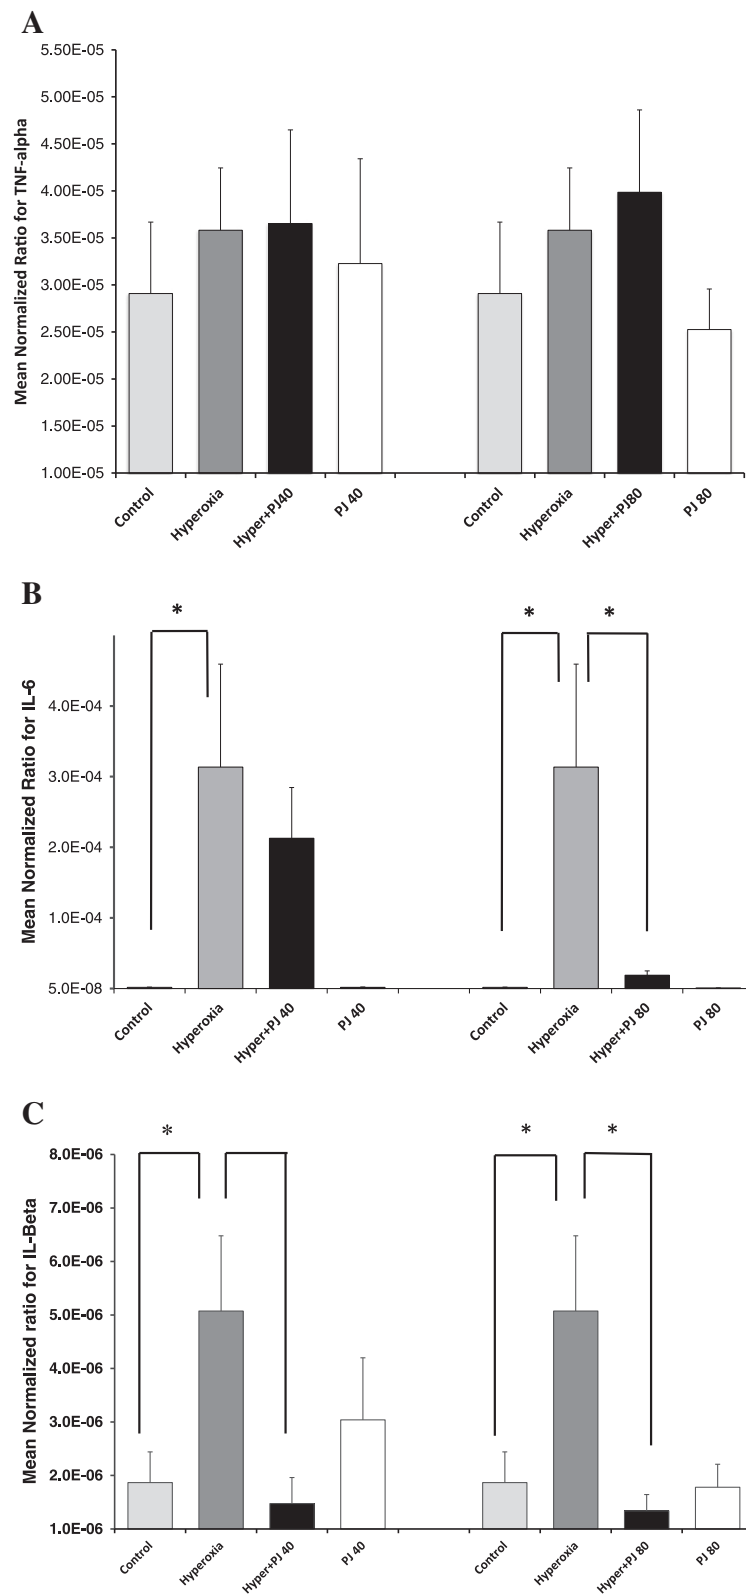 A
Mean Normalized Ratio for TNF-alpha
5.50E-05
5.00E-05
4.50E-05
4.00E-05
3.50E-05
3.00E-05
2.50E-05
2.00E-05
1.50E-05
1.00E-05
Control
Hyperoxia
Hyper+PJ40
PJ 40
Control
Hyperoxia
Hyper+PJ80
PJ 80
B
* * *
Mean Normalized Ratio for IL-6
4.0E-04
3.0E-04
2.0E-04
1.0E-04
5.0E-08
Control
Hyperoxia
Hyper+PJ 40
PJ 40
Control
Hyperoxia
Hyper+PJ 80
PJ 80
C
* * *
Mean Normalized ratio for IL-Beta
8.0E-06
7.0E-06
6.0E-06
5.0E-06
4.0E-06
3.0E-06
2.0E-06
1.0E-06
Control
Hyperoxia
Hyper+PJ 40
PJ 40
Control
Hyperoxia
Hyper+PJ 80
PJ 80